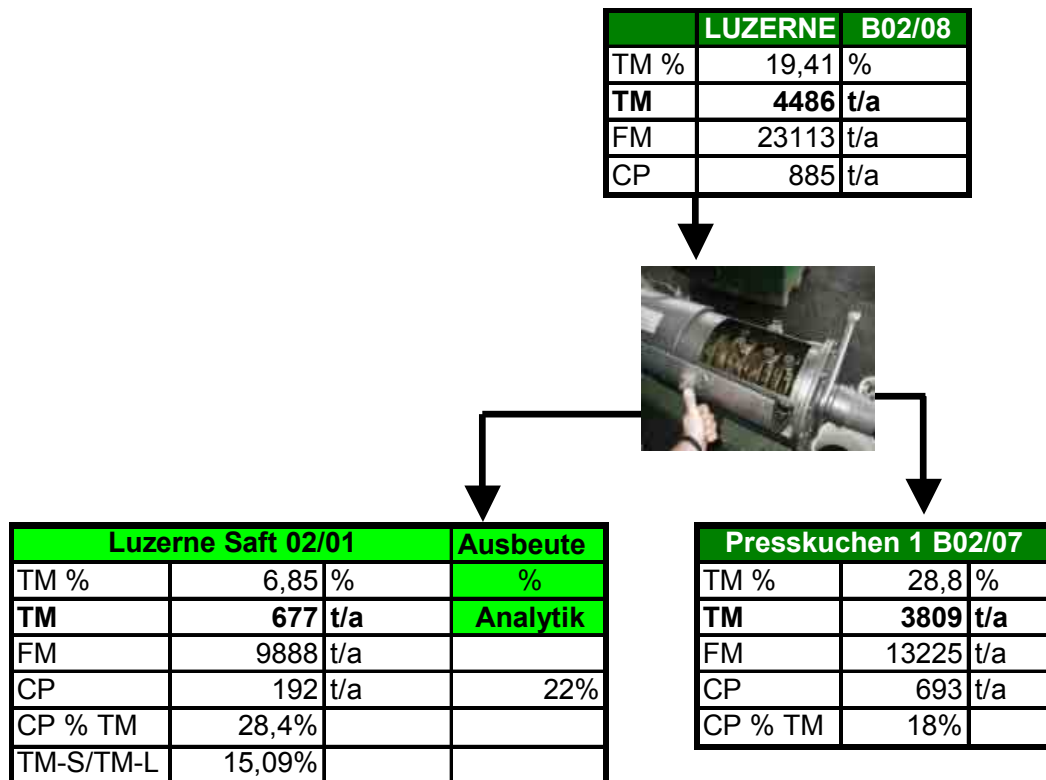 LUZERNE B02/08
TM % 19,41 %
TM 4486 t/a
FM 23113 t/a
CP 885 t/a
Luzerne Saft 02/01 Ausbeute
TM % 6,85 % %
TM 677 t/a Analytik
FM 9888 t/a
CP 192 t/a 22%
CP % TM 28,4%
TM-S/TM-L 15,09%
Presskuchen 1 B02/07
TM % 28,8 %
TM 3809 t/a
FM 13225 t/a
CP 693 t/a
CP % TM 18%